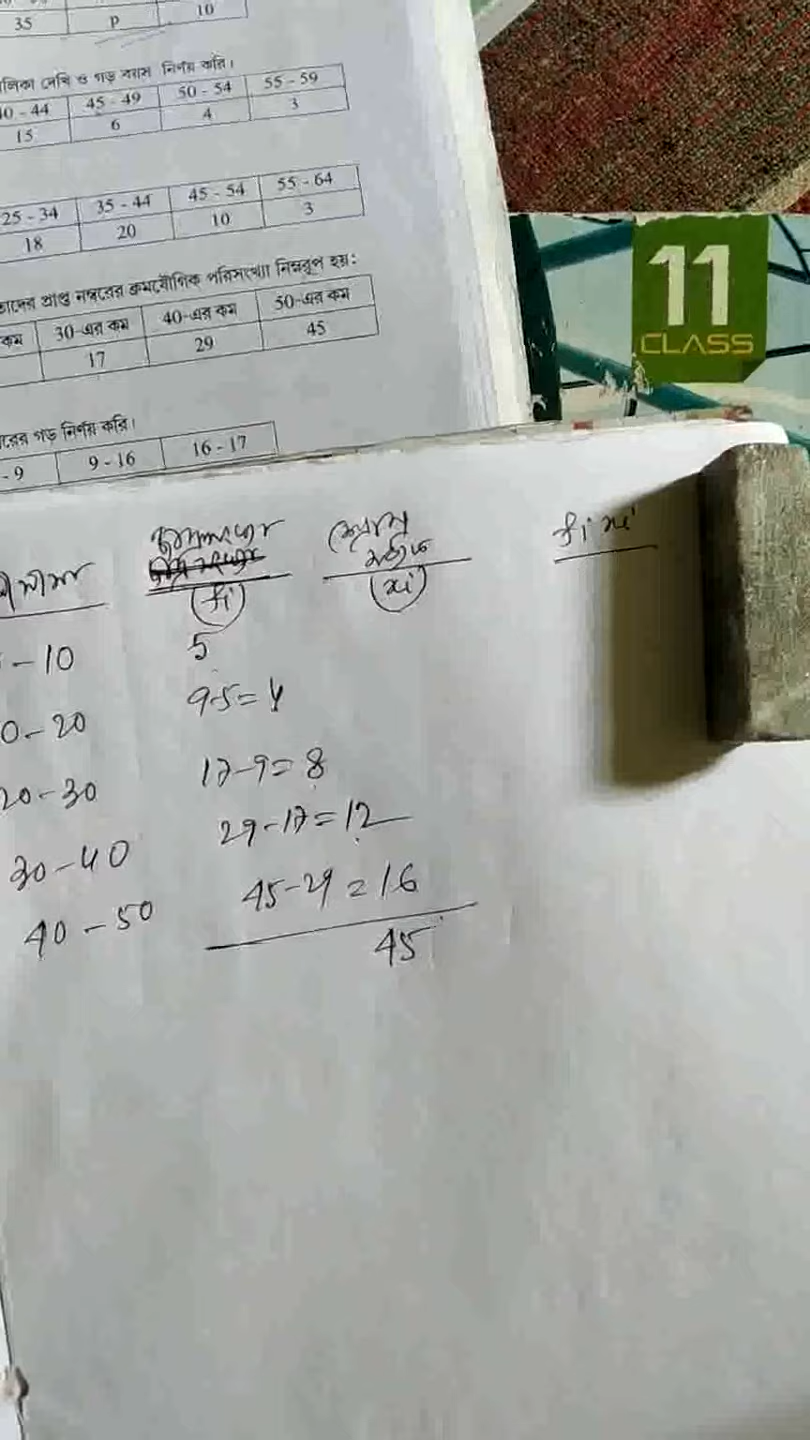 35 P 10
দেখি ও গড় বয়স নির্ণয় করি।
40 - 44 45 - 49 50 - 54 55 - 59
15 6 4 3
25 - 34 35 - 44 45 - 54 55 - 64
18 20 10 3
প্রাপ্ত নম্বরের ক্রমযৌগিক পরিসংখ্যা নিম্নরূপ হয়:
কম 30-এর কম 40-এর কম 50-এর কম
17 29 45
গড় নির্ণয় করি।
- 9 9 - 16 16 - 17
11
CLASS
শ্রেণি
মধ্যক fi xi
(fi) (xi)
- 10 5
0 - 20 9-5=4
20-30 17-9=8
30-40 29-17=12
40-50 45-29=16
45